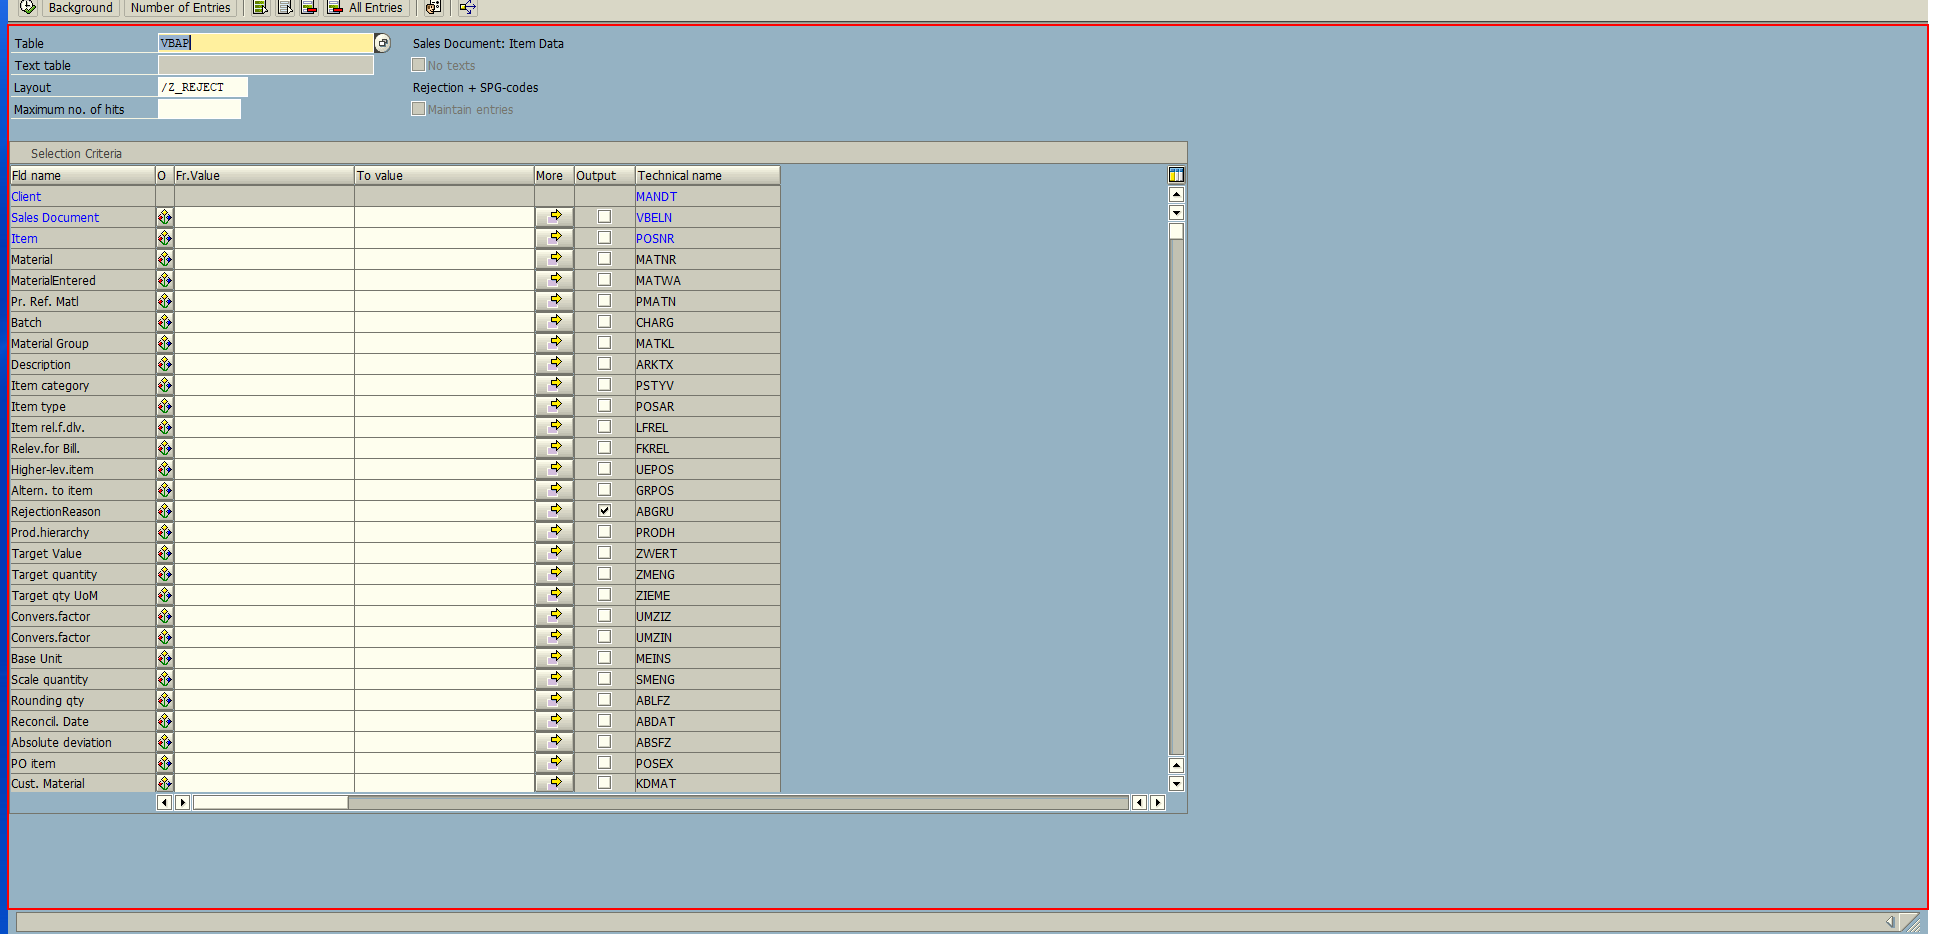 Background Number of Entries All Entries
Table VBAP Sales Document: Item Data
Text table No texts
Layout /Z_REJECT Rejection + SPG-codes
Maximum no. of hits Maintain entries
Selection Criteria
Fld name O Fr.Value To value More Output Technical name
Client MANDT
Sales Document VBELN
Item POSNR
Material MATNR
MaterialEntered MATWA
Pr. Ref. Matl PMATN
Batch CHARG
Material Group MATKL
Description ARKTX
Item category PSTYV
Item type POSAR
Item rel.f.dlv. LFREL
Relev.for Bill. FKREL
Higher-lev.item UEPOS
Altern. to item GRPOS
RejectionReason ABGRU
Prod.hierarchy PRODH
Target Value ZWERT
Target quantity ZMENG
Target qty UoM ZIEME
Convers.factor UMZIZ
Convers.factor UMZIN
Base Unit MEINS
Scale quantity SMENG
Rounding qty ABLFZ
Reconcil. Date ABDAT
Absolute deviation ABSFZ
PO item POSEX
Cust. Material KDMAT